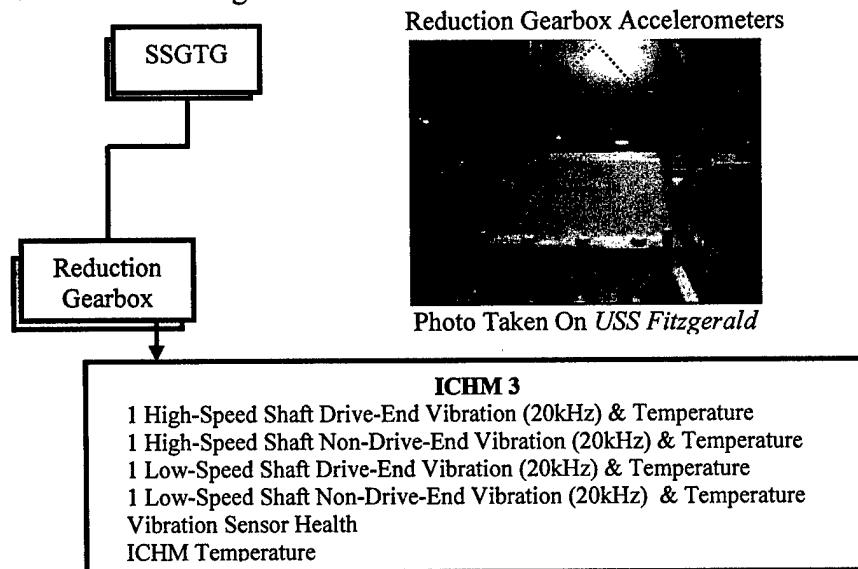 Reduction Gearbox Accelerometers
SSGTG
Reduction
Gearbox
Photo Taken On USS Fitzgerald
ICHM 3
1 High-Speed Shaft Drive-End Vibration (20kHz) & Temperature
1 High-Speed Shaft Non-Drive-End Vibration (20kHz) & Temperature
1 Low-Speed Shaft Drive-End Vibration (20kHz) & Temperature
1 Low-Speed Shaft Non-Drive-End Vibration (20kHz) & Temperature
Vibration Sensor Health
ICHM Temperature